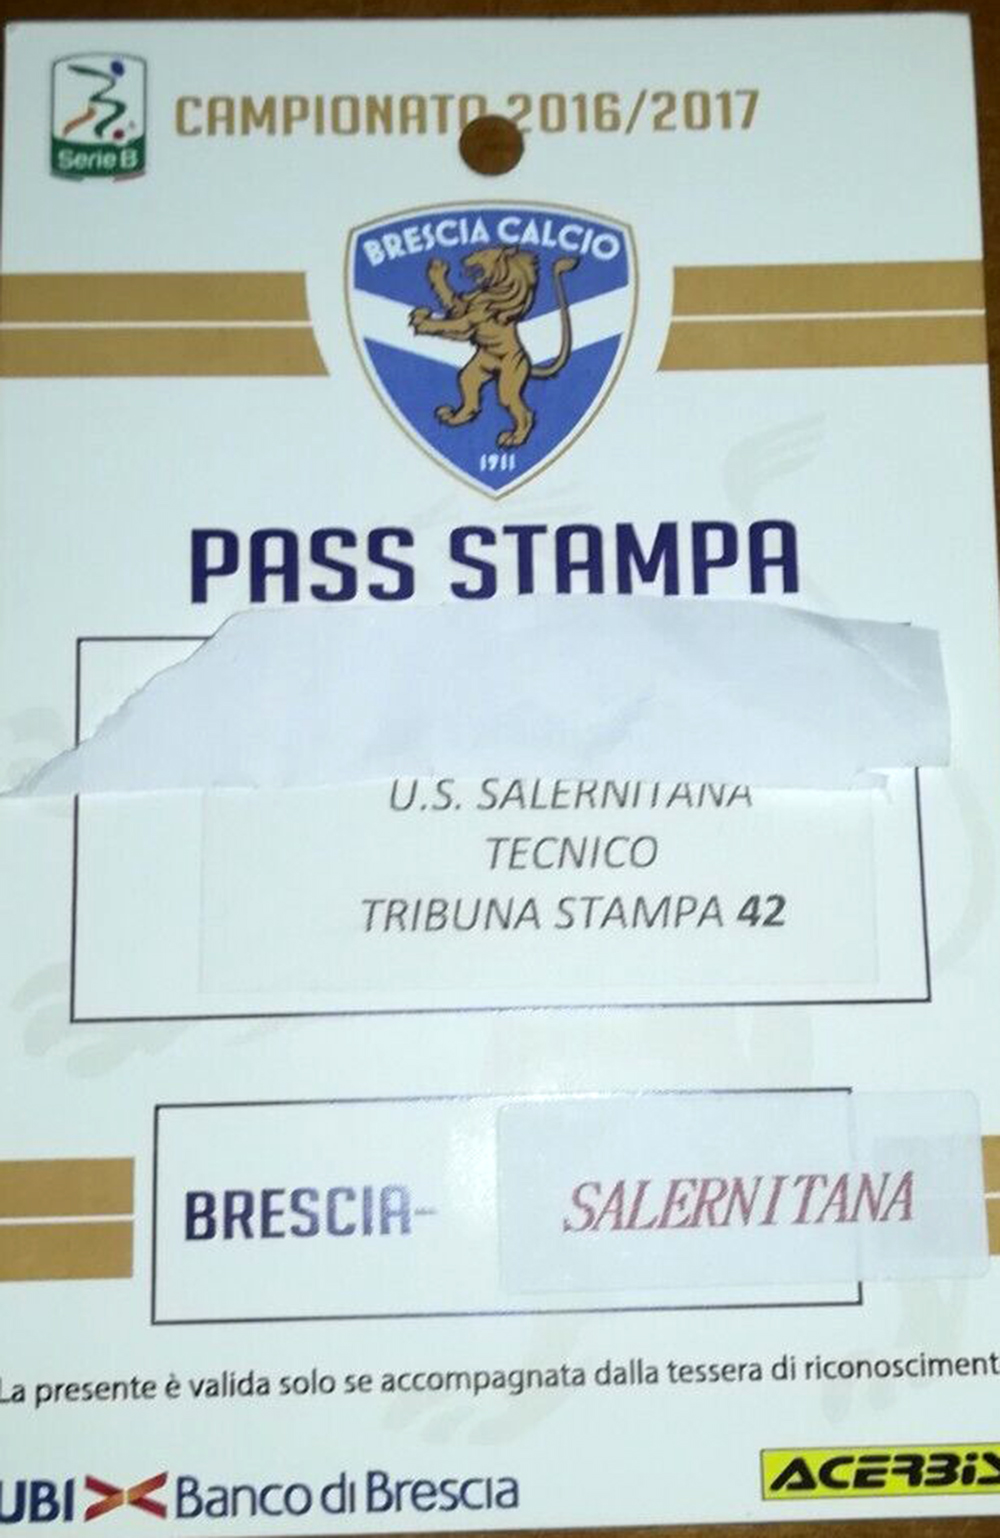 Serie B
CAMPIONATO 2016/2017
BRESCIA CALCIO
1911
PASS STAMPA
U.S. SALERNITANA
TECNICO
TRIBUNA STAMPA 42
BRESCIA- SALERNITANA
La presente è valida solo se accompagnata dalla tessera di riconosciment
UBI Banco di Brescia
ACERBIS